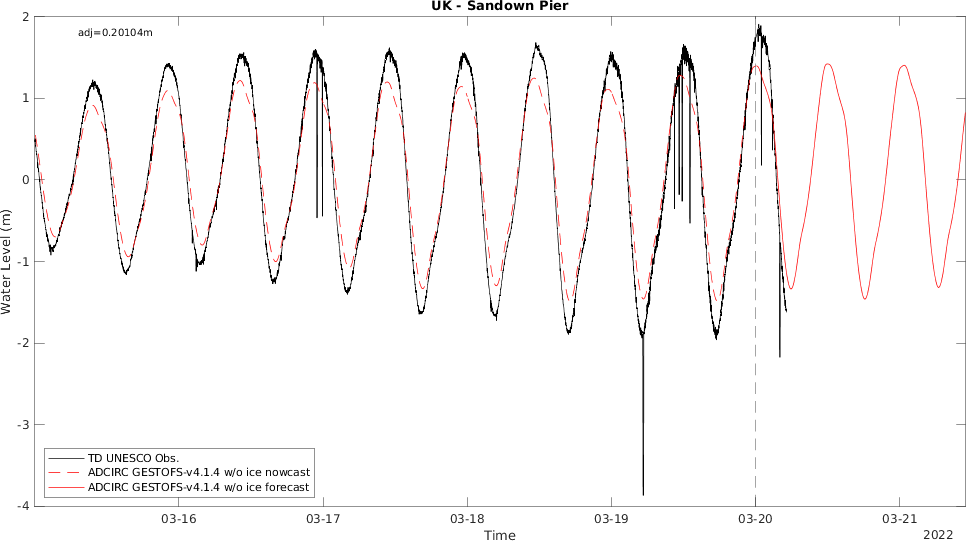 UK - Sandown Pier
adj=0.20104m
2
1
0
-1
-2
-3
-4
Water Level (m)
TD UNESCO Obs.
ADCIRC GESTOFS-v4.1.4 w/o ice nowcast
ADCIRC GESTOFS-v4.1.4 w/o ice forecast
03-16 03-17 03-18 03-19 03-20 03-21
Time
2022